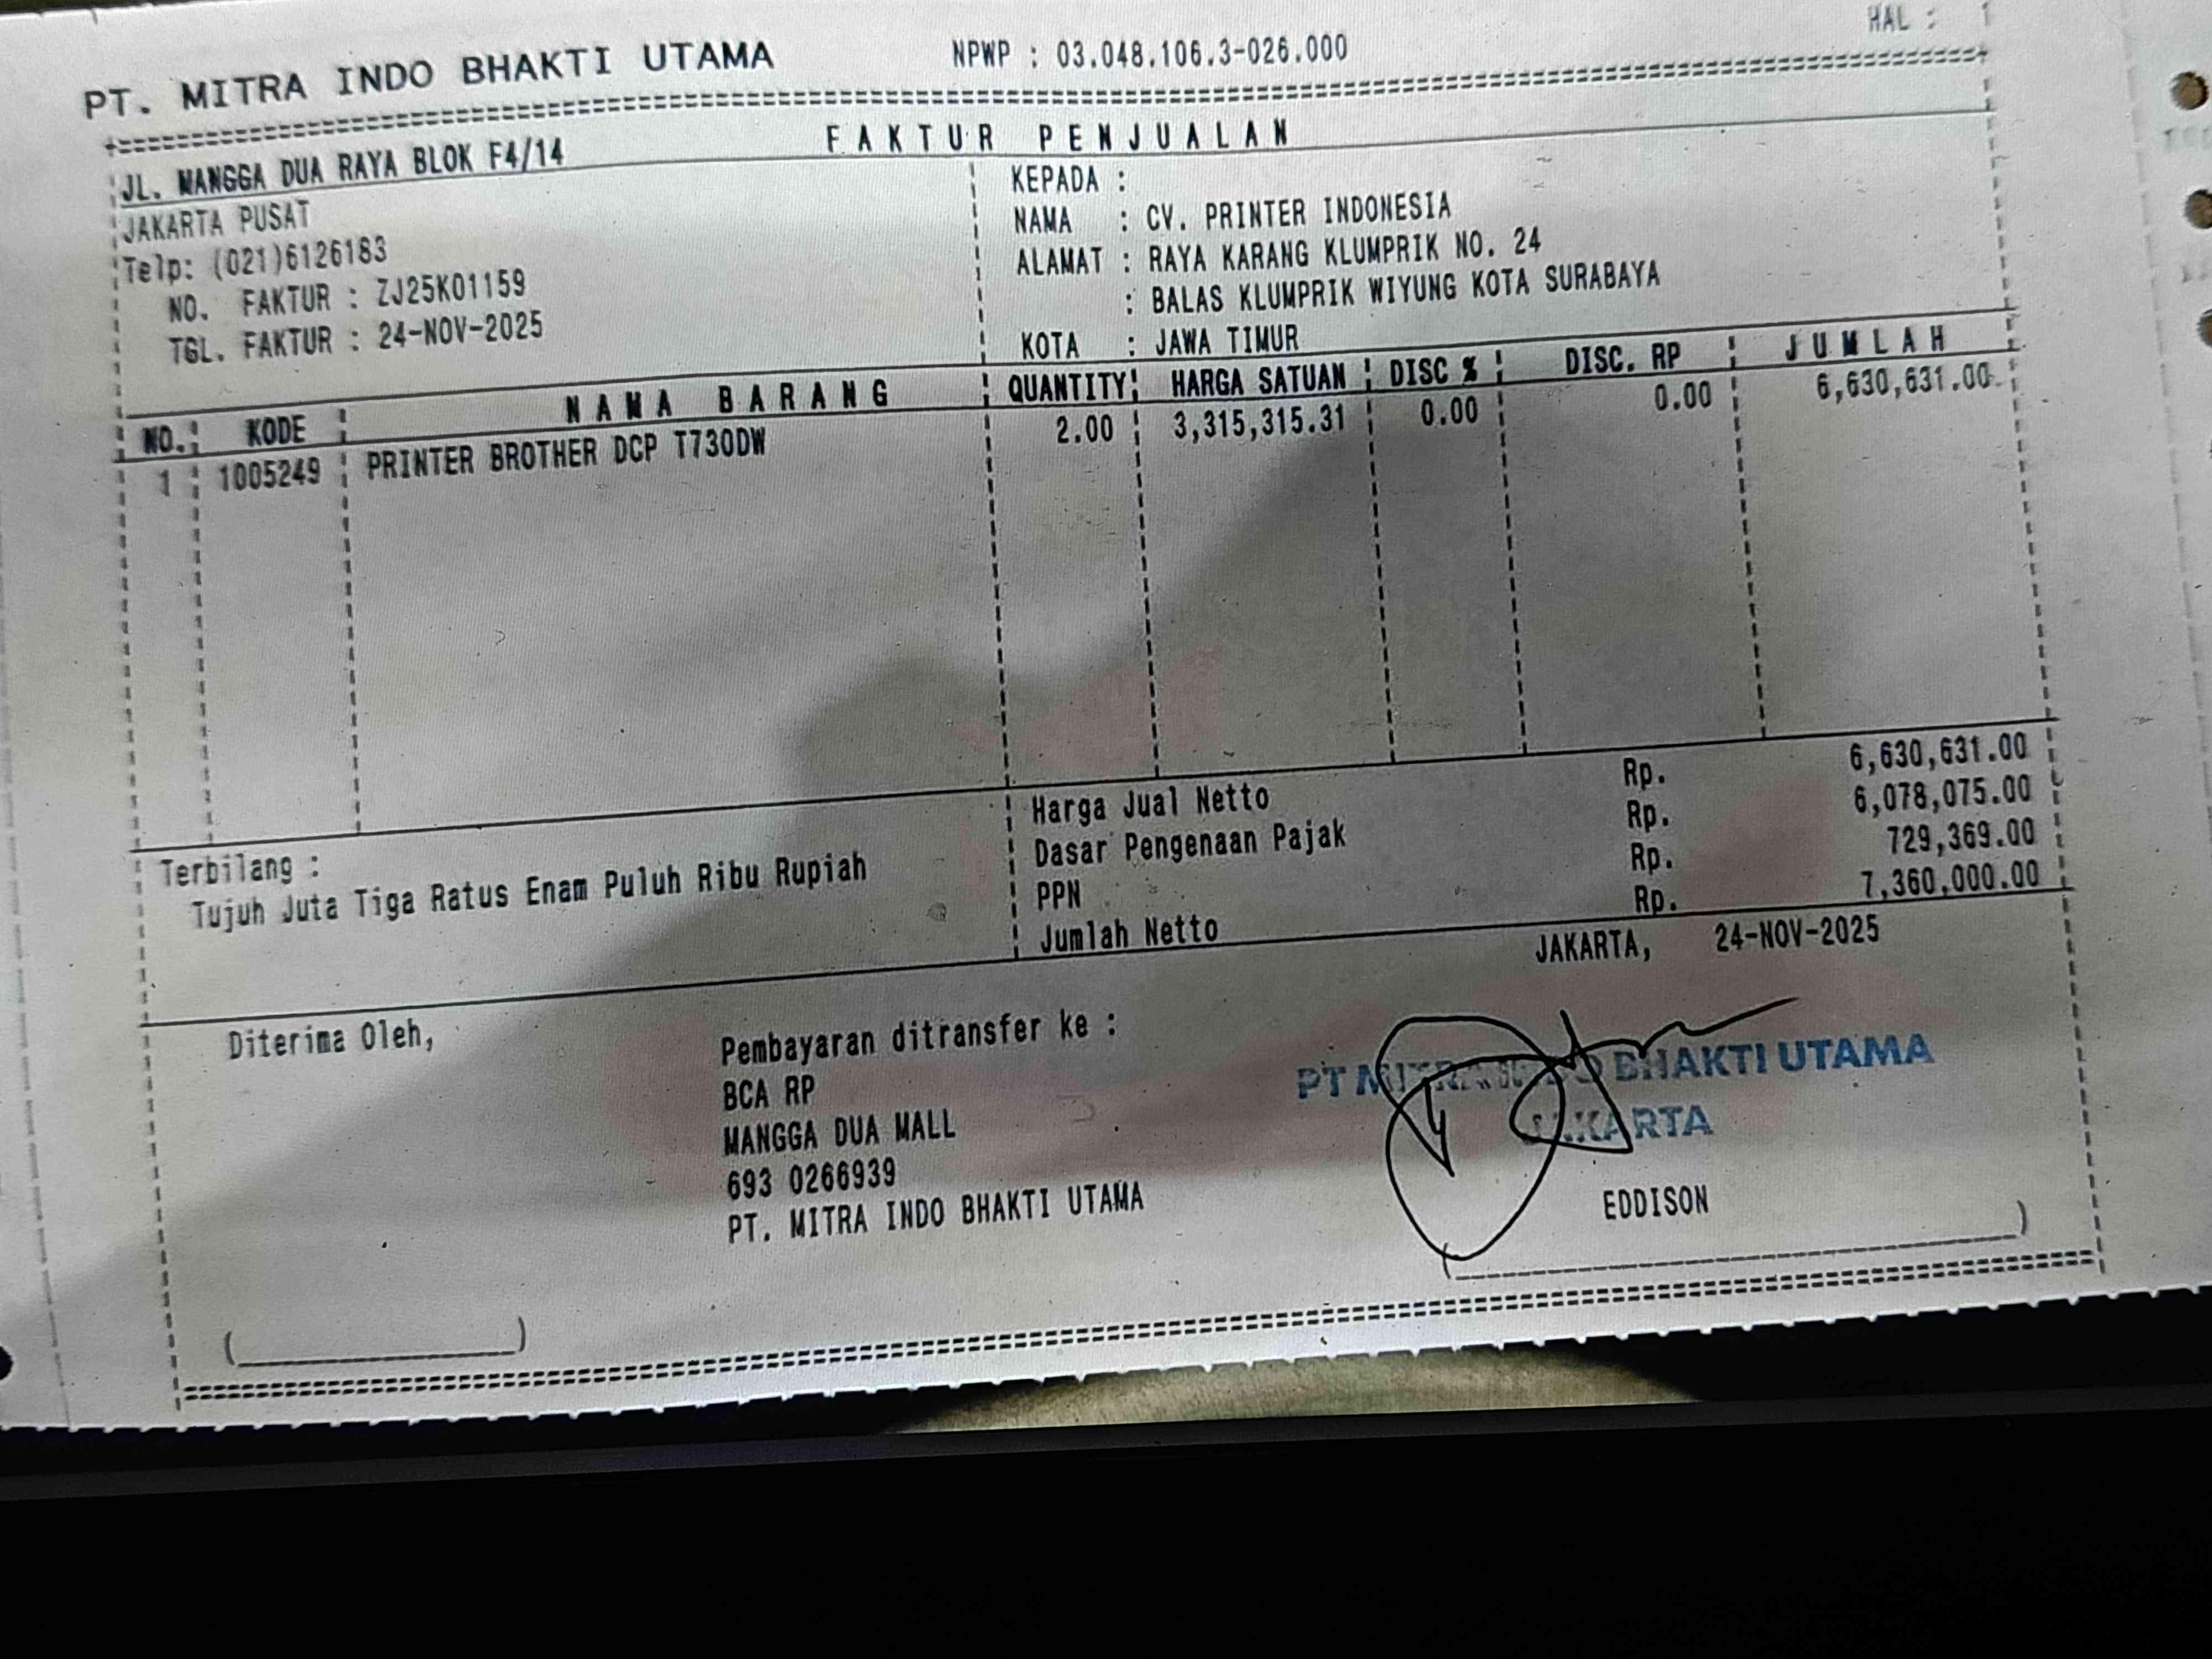 HAL : 1
PT. MITRA INDO BHAKTI UTAMA NPWP : 03.048.106.3-026.000
FAKTUR PENJUALAN
JL. MANGGA DUA RAYA BLOK F4/14
JAKARTA PUSAT
Telp: (021)6126183
NO. FAKTUR : ZJ25K01159
TGL. FAKTUR : 24-NOV-2025
KEPADA :
NAMA : CV. PRINTER INDONESIA
ALAMAT : RAYA KARANG KLUMPRIK NO. 24
: BALAS KLUMPRIK WIYUNG KOTA SURABAYA
KOTA : JAWA TIMUR
NO. KODE NAMA BARANG QUANTITY HARGA SATUAN DISC % DISC. RP JUMLAH
1 1005249 PRINTER BROTHER DCP T730DW 2.00 3,315,315.31 0.00 0.00 6,630,631.00
Terbilang :
Tujuh Juta Tiga Ratus Enam Puluh Ribu Rupiah
Harga Jual Netto Rp. 6,630,631.00
Dasar Pengenaan Pajak Rp. 6,078,075.00
PPN Rp. 729,369.00
Jumlah Netto Rp. 7,360,000.00
JAKARTA, 24-NOV-2025
Diterima Oleh,
Pembayaran ditransfer ke :
BCA RP
MANGGA DUA MALL
693 0266939
PT. MITRA INDO BHAKTI UTAMA
PT MITRA INDO BHAKTI UTAMA
JAKARTA
EDDISON